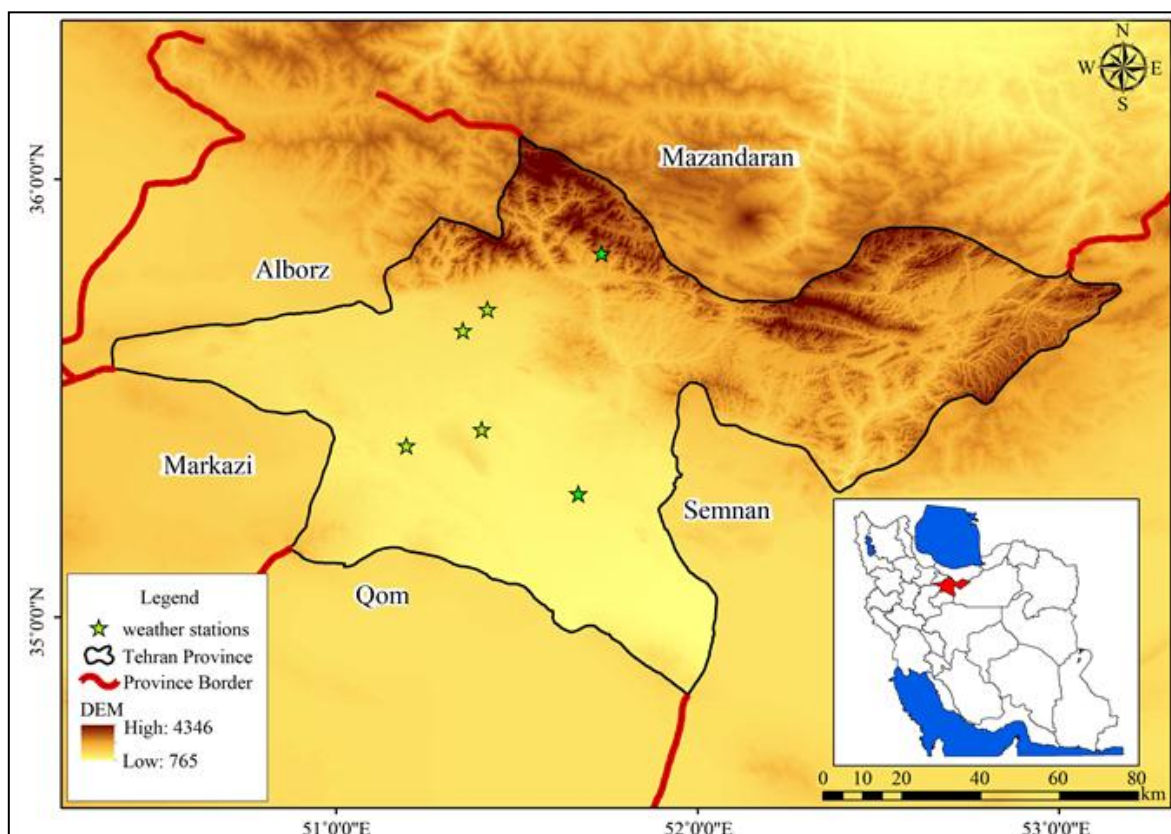 N
W E
S
Mazandaran
36°0'0"N
Alborz
Markazi
Semnan
Qom
35°0'0"N
Legend
weather stations
Tehran Province
Province Border
DEM
High: 4346
Low: 765
0 10 20 40 60 80
km
51°0'0"E 52°0'0"E 53°0'0"E